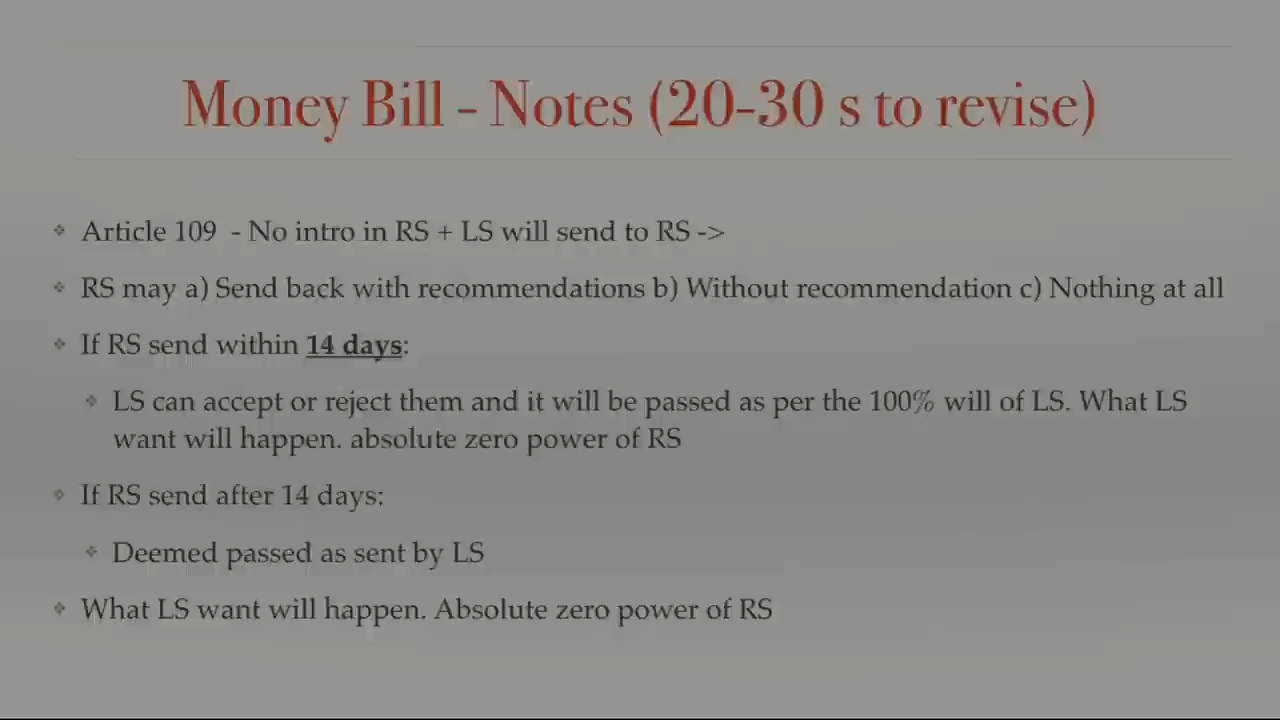 Money Bill - Notes (20-30 s to revise)
Article 109 - No intro in RS + LS will send to RS ->
RS may a) Send back with recommendations b) Without recommendation c) Nothing at all
If RS send within 14 days:
LS can accept or reject them and it will be passed as per the 100% will of LS. What LS
want will happen. absolute zero power of RS
If RS send after 14 days:
Deemed passed as sent by LS
What LS want will happen. Absolute zero power of RS